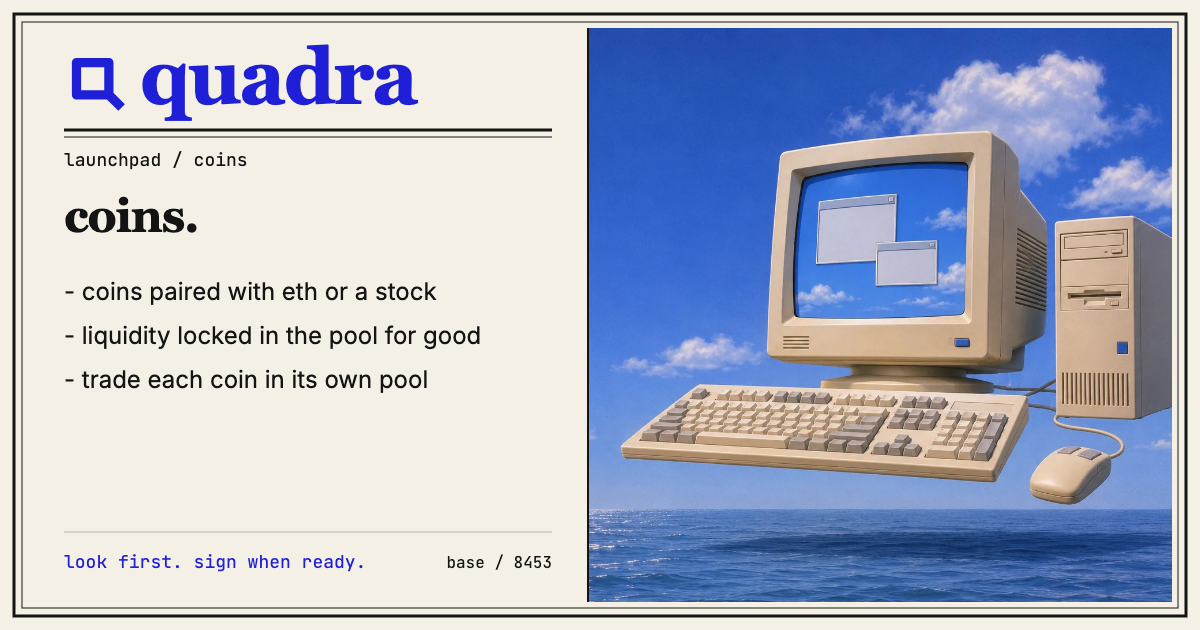 quadra
launchpad / coins
coins.
- coins paired with eth or a stock
- liquidity locked in the pool for good
- trade each coin in its own pool
look first. sign when ready.
base / 8453